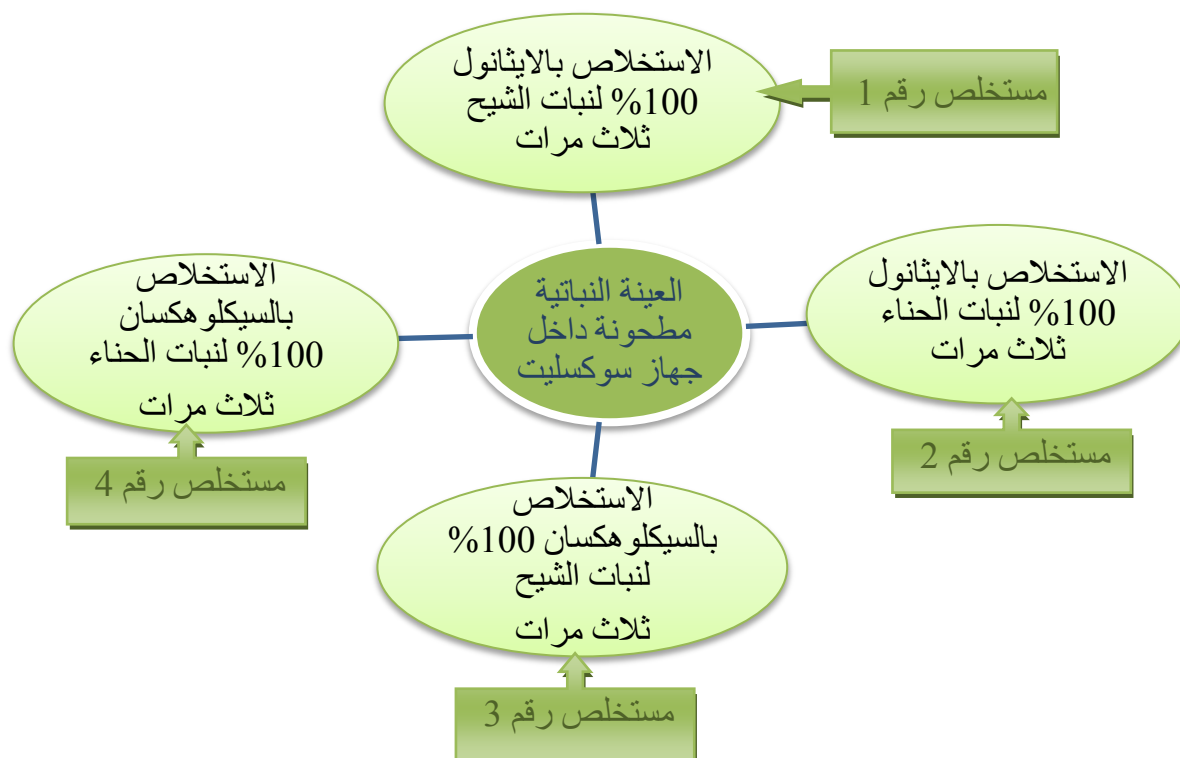 الاستخلاص بالايثانول
100% لنبات الشيح
ثلاث مرات
مستخلص رقم 1
العينة النباتية
مطحونة داخل
جهاز سوكسليت
الاستخلاص بالايثانول
100% لنبات الحناء
ثلاث مرات
مستخلص رقم 2
الاستخلاص
بالسيكلوهكسان 100%
لنبات الشيح
ثلاث مرات
مستخلص رقم 3
الاستخلاص
بالسيكلوهكسان
100% لنبات الحناء
ثلاث مرات
مستخلص رقم 4